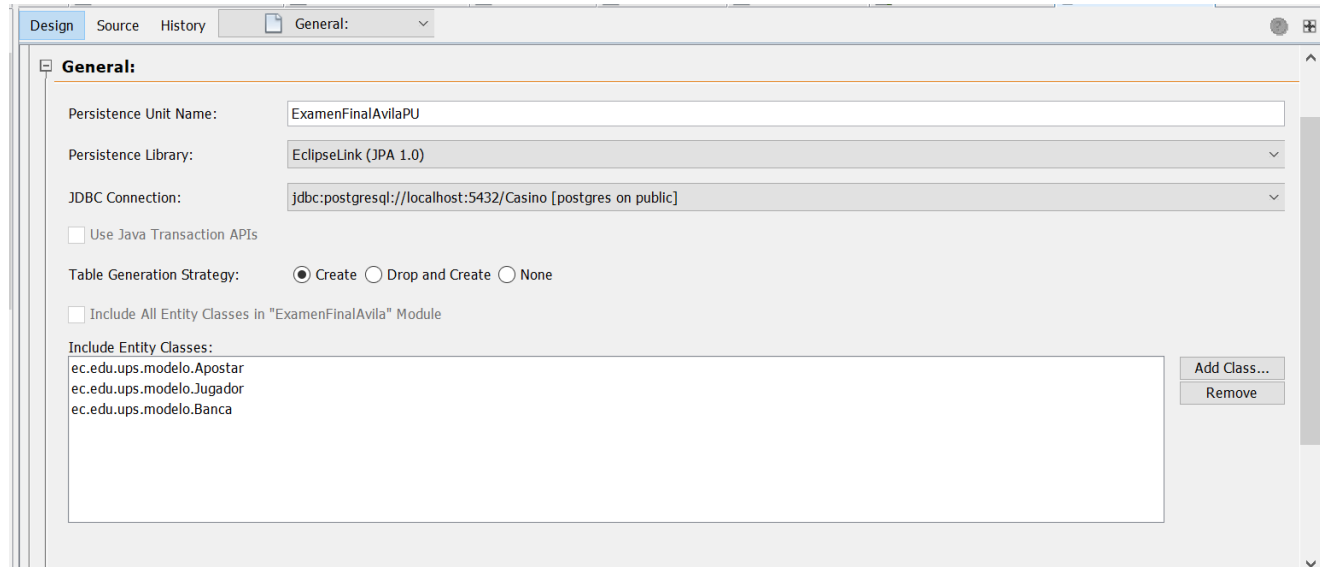 Design Source History General:
General:
Persistence Unit Name: ExamenFinalAvilaPU
Persistence Library: EclipseLink (JPA 1.0)
JDBC Connection: jdbc:postgresql://localhost:5432/Casino [postgres on public]
Use Java Transaction APIs
Table Generation Strategy: Create Drop and Create None
Include All Entity Classes in "ExamenFinalAvila" Module
Include Entity Classes:
ec.edu.ups.modelo.Apostar Add Class...
ec.edu.ups.modelo.Jugador Remove
ec.edu.ups.modelo.Banca